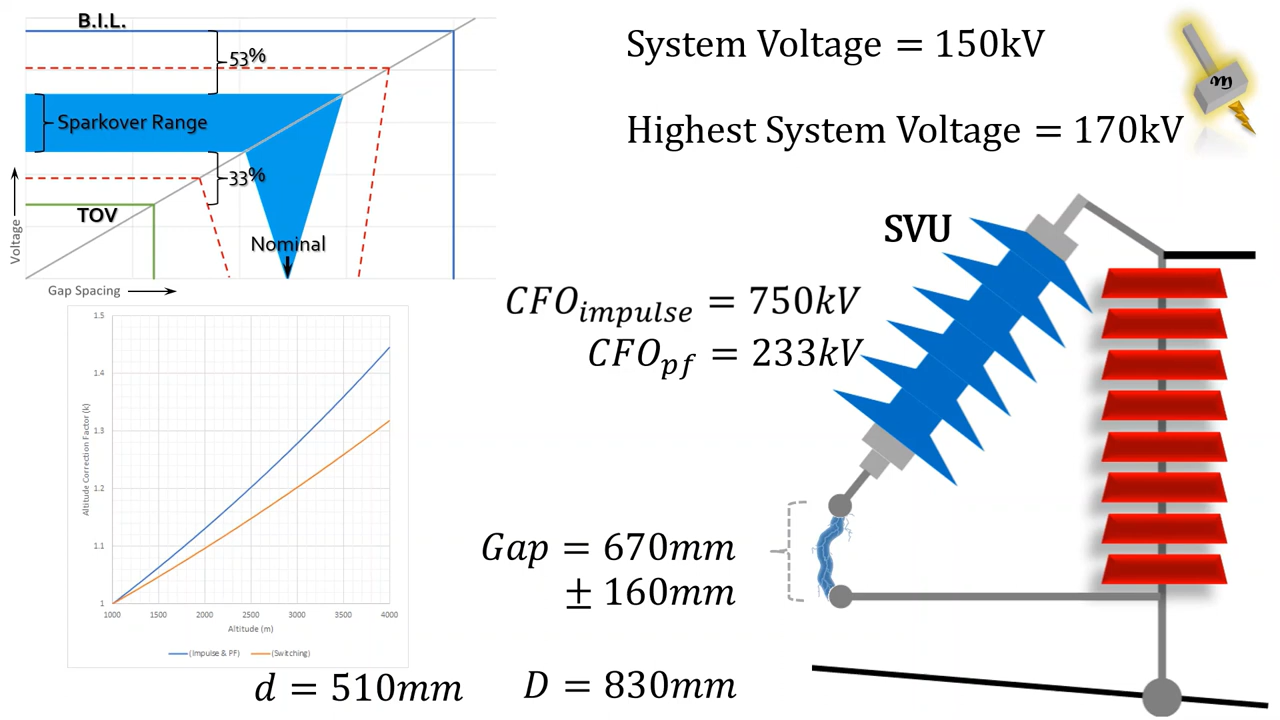 B.I.L.
53%
Sparkover Range
33%
TOV
Nominal
Voltage
Gap Spacing
System Voltage = 150kV
Highest System Voltage = 170kV
SVU
CFO_impulse = 750kV
CFO_pf = 233kV
1.5
1.4
1.3
1.2
1.1
1
Altitude Correction Factor (k)
1000 1500 2000 2500 3000 3500 4000
Altitude (m)
(Impulse & PF) (Switching)
Gap = 670mm
± 160mm
d = 510mm
D = 830mm